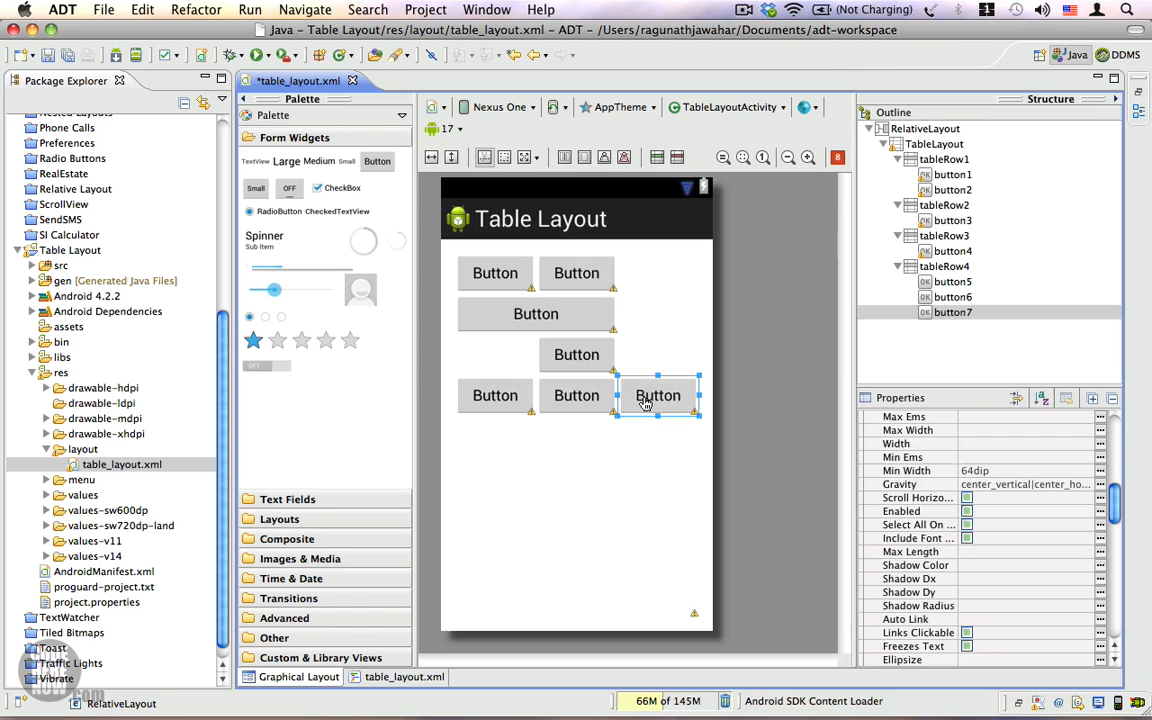 ADT File Edit Refactor Run Navigate Search Project Window Help
(Not Charging)
Java - Table Layout/res/layout/table_layout.xml - ADT - /Users/ragunathjawahar/Documents/adt-workspace
Java DDMS
Package Explorer
Phone Calls
Preferences
Radio Buttons
RealEstate
Relative Layout
ScrollView
SendSMS
SI Calculator
Table Layout
src
gen [Generated Java Files]
Android 4.2.2
Android Dependencies
assets
bin
libs
res
drawable-hdpi
drawable-ldpi
drawable-mdpi
drawable-xhdpi
layout
table_layout.xml
menu
values
values-sw600dp
values-sw720dp-land
values-v11
values-v14
AndroidManifest.xml
proguard-project.txt
project.properties
TextWatcher
Tiled Bitmaps
Toast
Traffic Lights
Vibrate
*table_layout.xml
Palette
Palette
Form Widgets
TextView Large Medium Small Button
Small OFF CheckBox
RadioButton CheckedTextView
Spinner
Sub Item
OFF
Text Fields
Layouts
Composite
Images & Media
Time & Date
Transitions
Advanced
Other
Custom & Library Views
Graphical Layout table_layout.xml
Nexus One AppTheme TableLayoutActivity
17
8
Table Layout
Button Button
Button
Button
Button Button Button
Structure
Outline
RelativeLayout
TableLayout
tableRow1
button1
button2
tableRow2
button3
tableRow3
button4
tableRow4
button5
button6
button7
Properties
Max Ems
Max Width
Width
Min Ems
Min Width 64dip
Gravity center_vertical|center_ho...
Scroll Horizo...
Enabled
Select All On ...
Include Font ...
Max Length
Shadow Color
Shadow Dx
Shadow Dy
Shadow Radius
Auto Link
Links Clickable
Freezes Text
Ellipsize
RelativeLayout
66M of 145M
Android SDK Content Loader